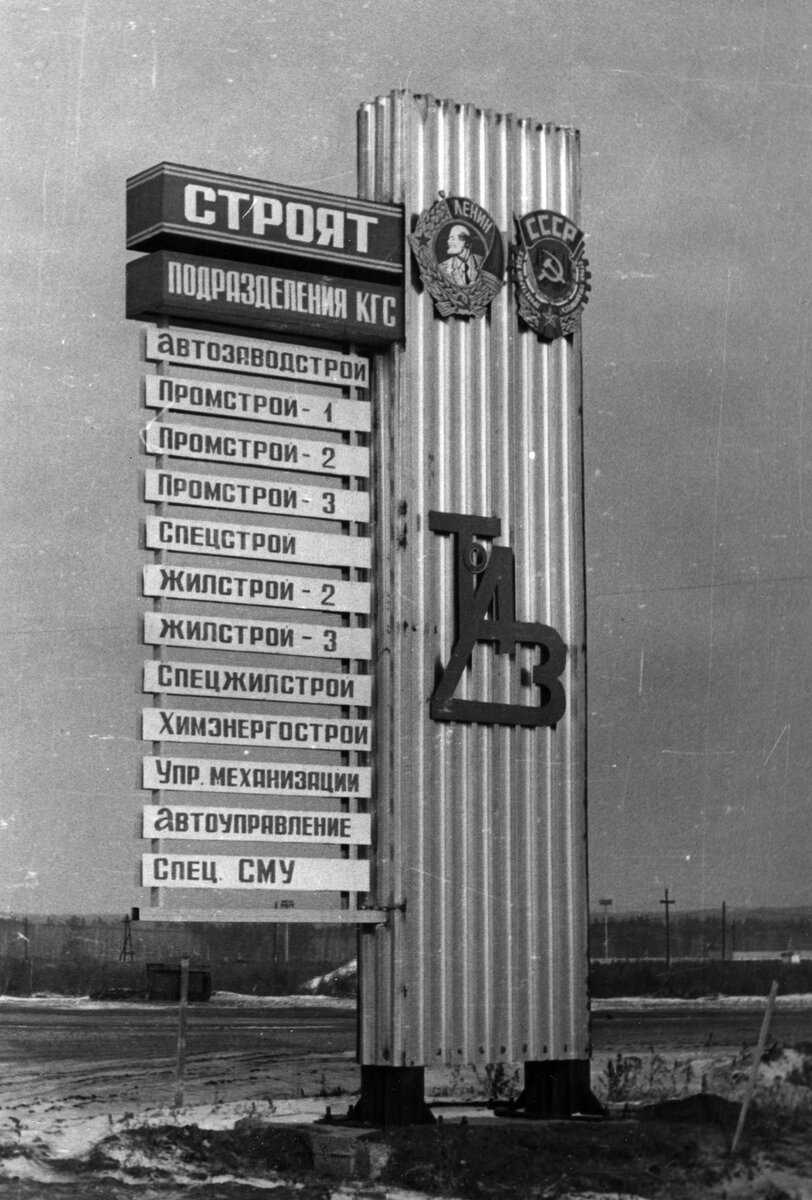 СТРОЯТ
ПОДРАЗДЕЛЕНИЯ КГС
АВТОЗАВОДСТРОЙ
ПРОМСТРОЙ - 1
ПРОМСТРОЙ - 2
ПРОМСТРОЙ - 3
СПЕЦСТРОЙ
ЖИЛСТРОЙ - 2
ЖИЛСТРОЙ - 3
СПЕЦЖИЛСТРОЙ
ХИМЭНЕРГОСТРОЙ
УПР. МЕХАНИЗАЦИИ
АВТОУПРАВЛЕНИЕ
СПЕЦ. СМУ
ЛЕНИН
СССР